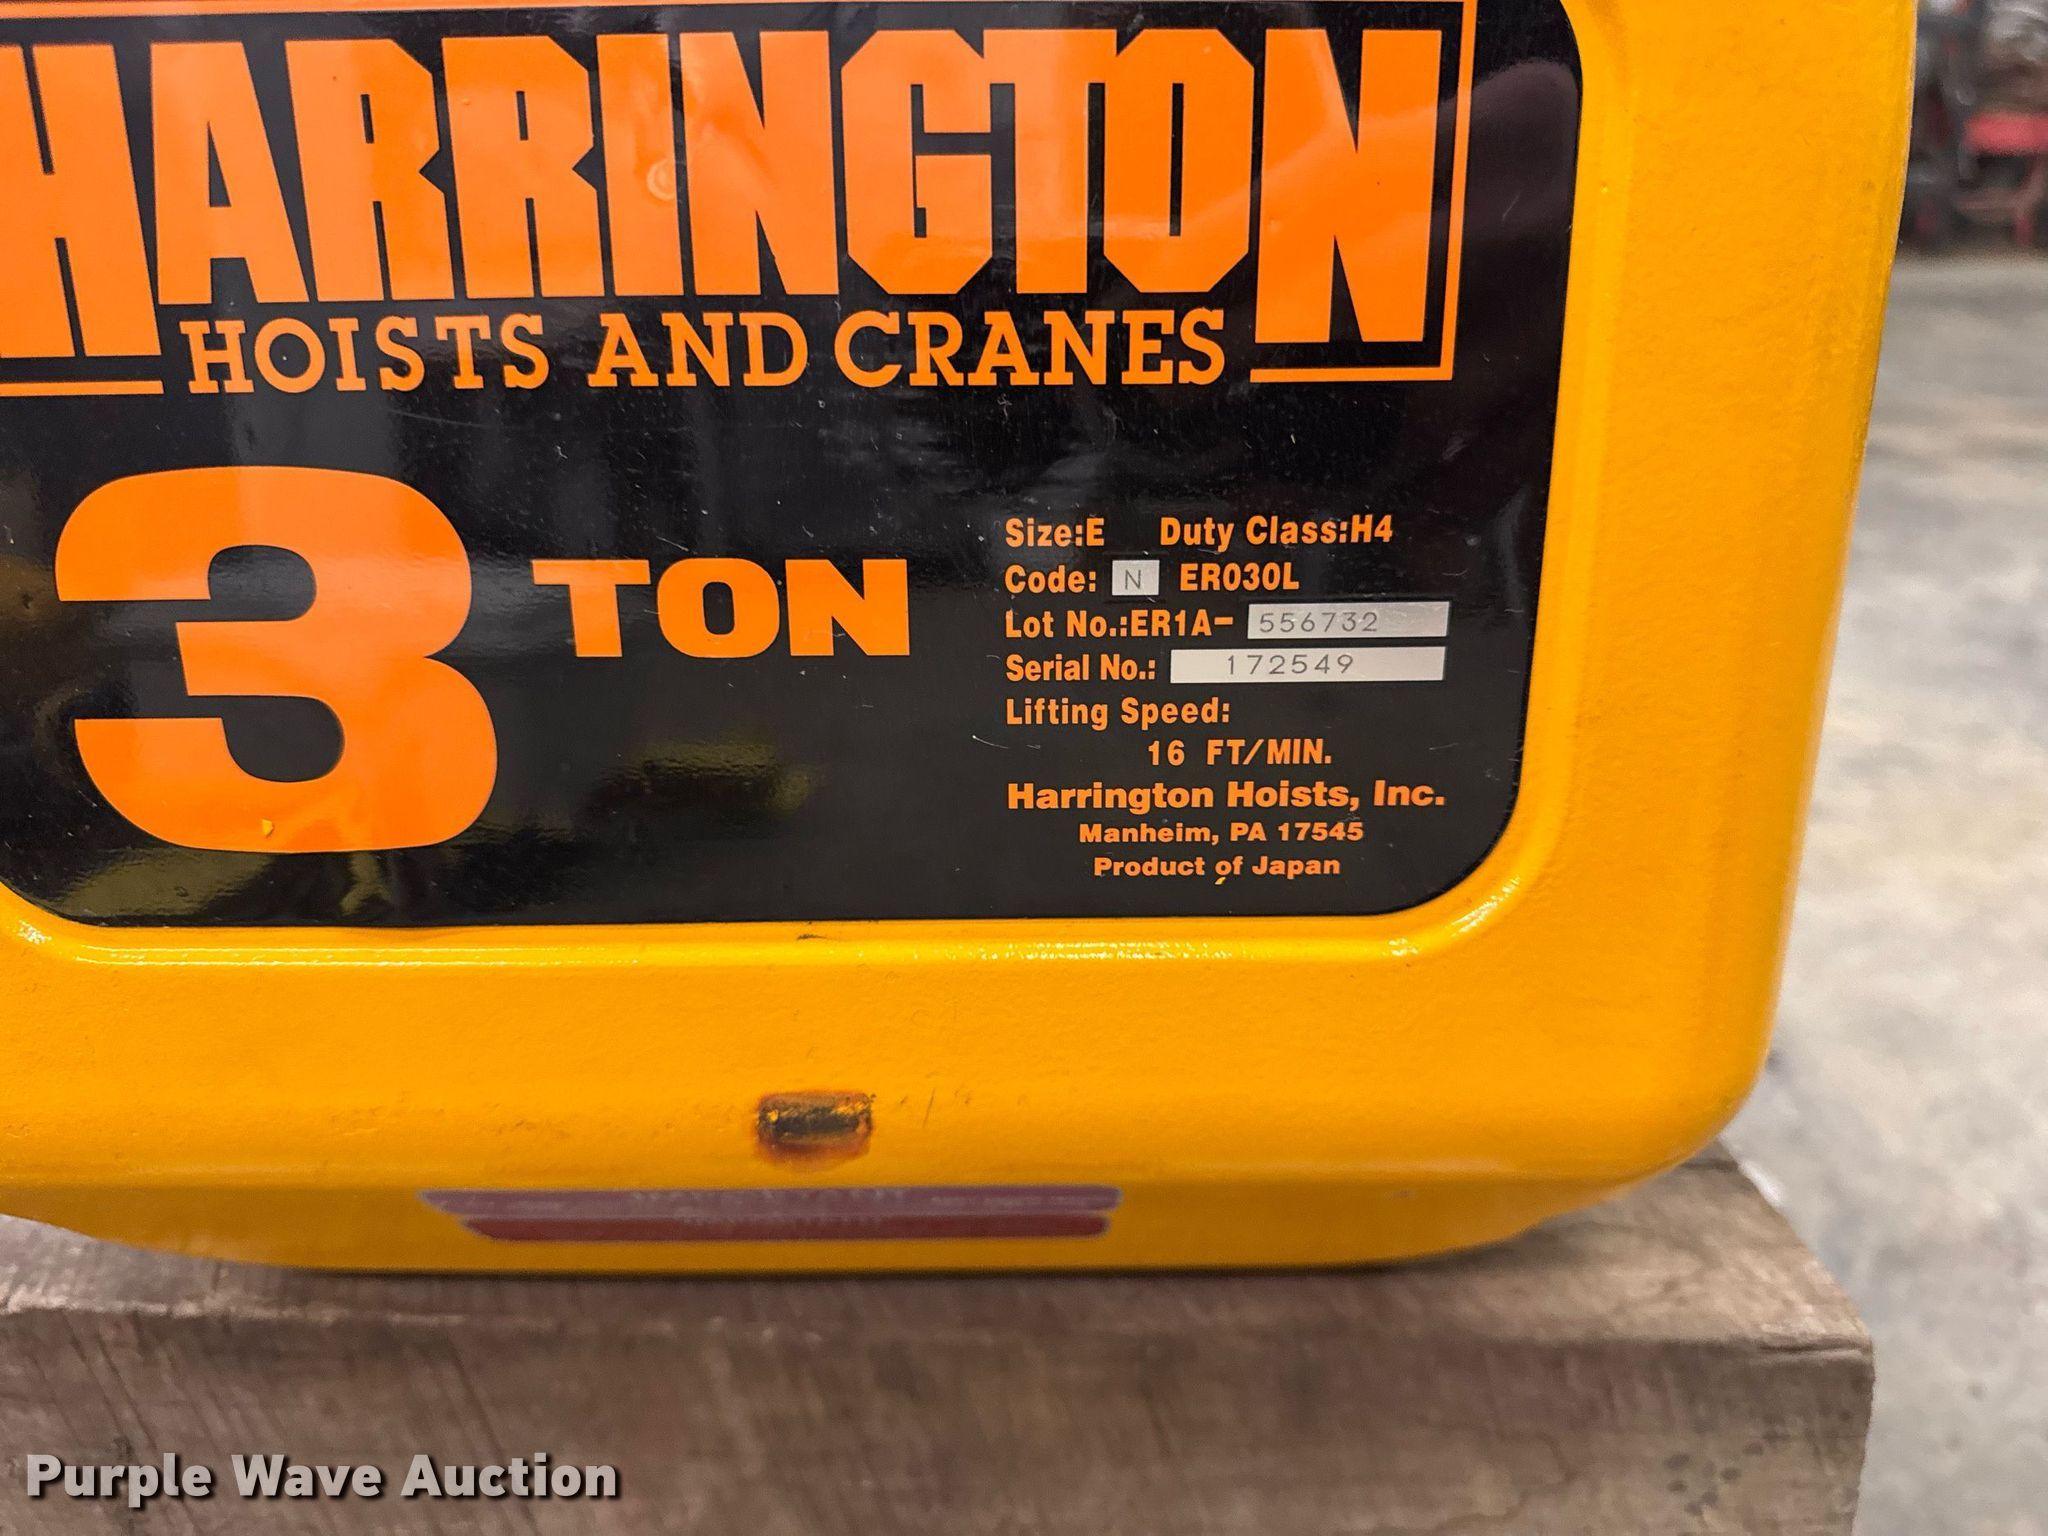 HARRINGTON
HOISTS AND CRANES
3 TON
Size:E Duty Class:H4
Code: N ER030L
Lot No.:ER1A- 556732
Serial No.: 172549
Lifting Speed:
16 FT/MIN.
Harrington Hoists, Inc.
Manheim, PA 17545
Product of Japan
Purple Wave Auction